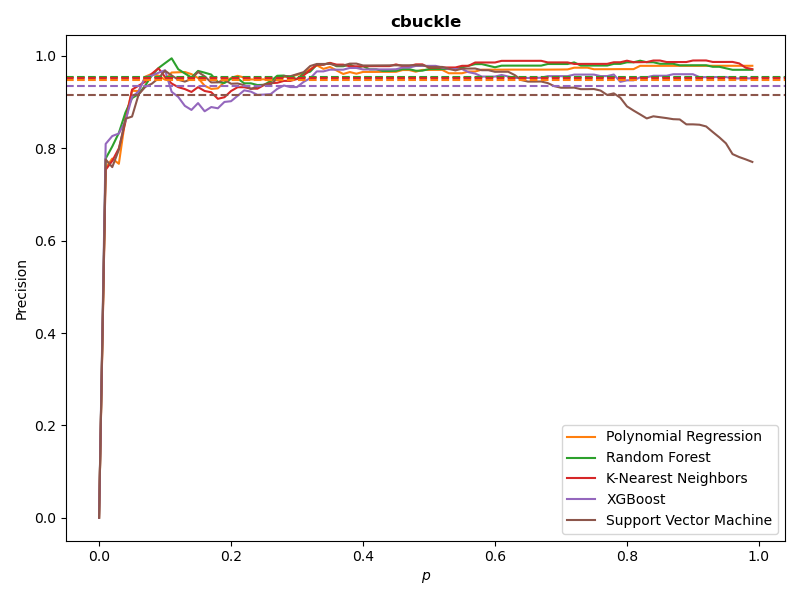 cbuckle
Precision
1.0
0.8
0.6
0.4
0.2
0.0
0.0 0.2 0.4 0.6 0.8 1.0
p
Polynomial Regression
Random Forest
K-Nearest Neighbors
XGBoost
Support Vector Machine